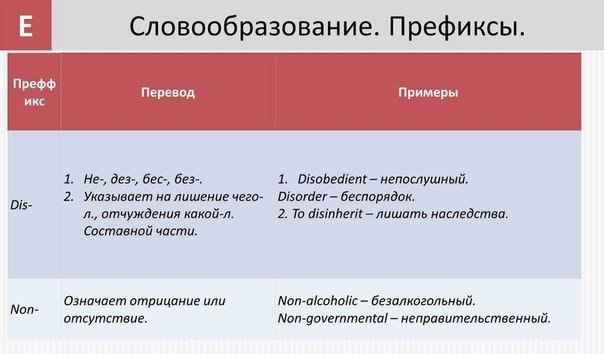 E
Словообразование. Префиксы.
Префф
икс
Перевод
Примеры
Dis-
1. Не-, дез-, бес-, без-.
2. Указывает на лишение чего-
л., отчуждения какой-л.
Составной части.
1. Disobedient – непослушный.
Disorder – беспорядок.
2. To disinherit – лишать наследства.
Non-
Означает отрицание или
отсутствие.
Non-alcoholic – безалкогольный.
Non-governmental – неправительственный.